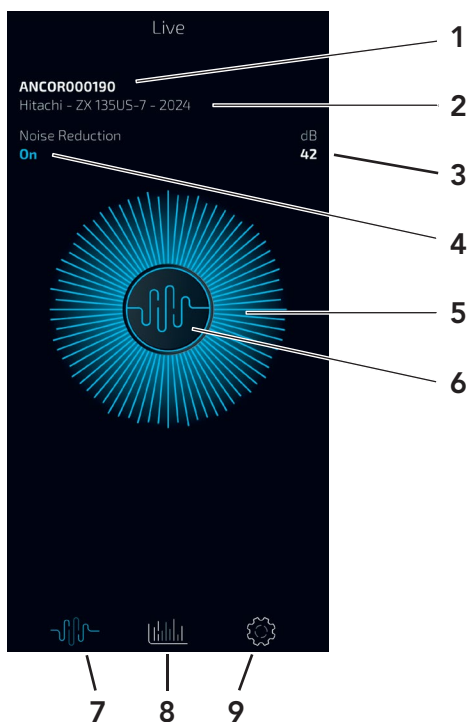 Live
1
ANCOR000190
Hitachi - ZX 135US-7 - 2024
2
Noise Reduction dB
On 42
3
4
5
6
7 8 9